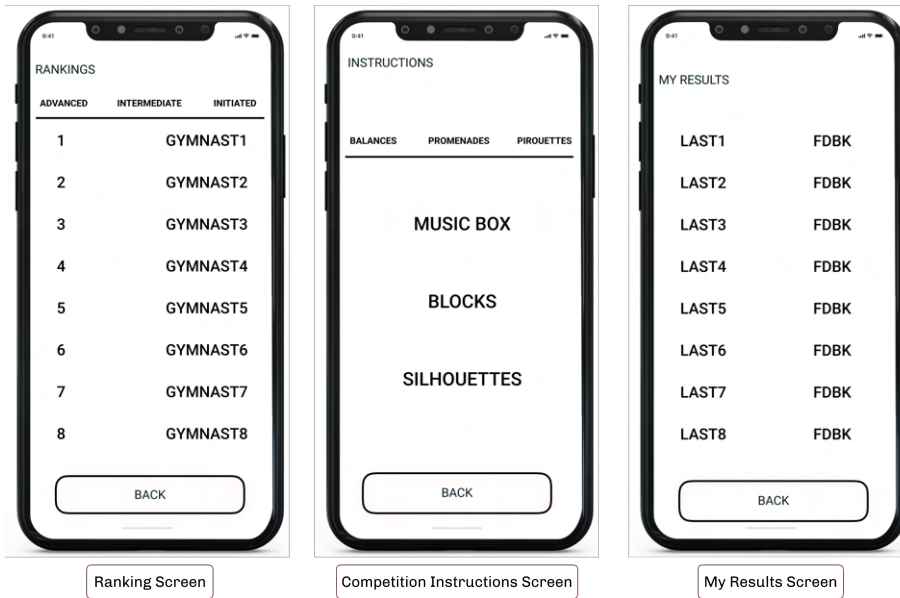 9:41
RANKINGS
ADVANCED INTERMEDIATE INITIATED
1 GYMNAST1
2 GYMNAST2
3 GYMNAST3
4 GYMNAST4
5 GYMNAST5
6 GYMNAST6
7 GYMNAST7
8 GYMNAST8
BACK
Ranking Screen
9:41
INSTRUCTIONS
BALANCES PROMENADES PIROUETTES
MUSIC BOX
BLOCKS
SILHOUETTES
BACK
Competition Instructions Screen
9:41
MY RESULTS
LAST1 FDBK
LAST2 FDBK
LAST3 FDBK
LAST4 FDBK
LAST5 FDBK
LAST6 FDBK
LAST7 FDBK
LAST8 FDBK
BACK
My Results Screen